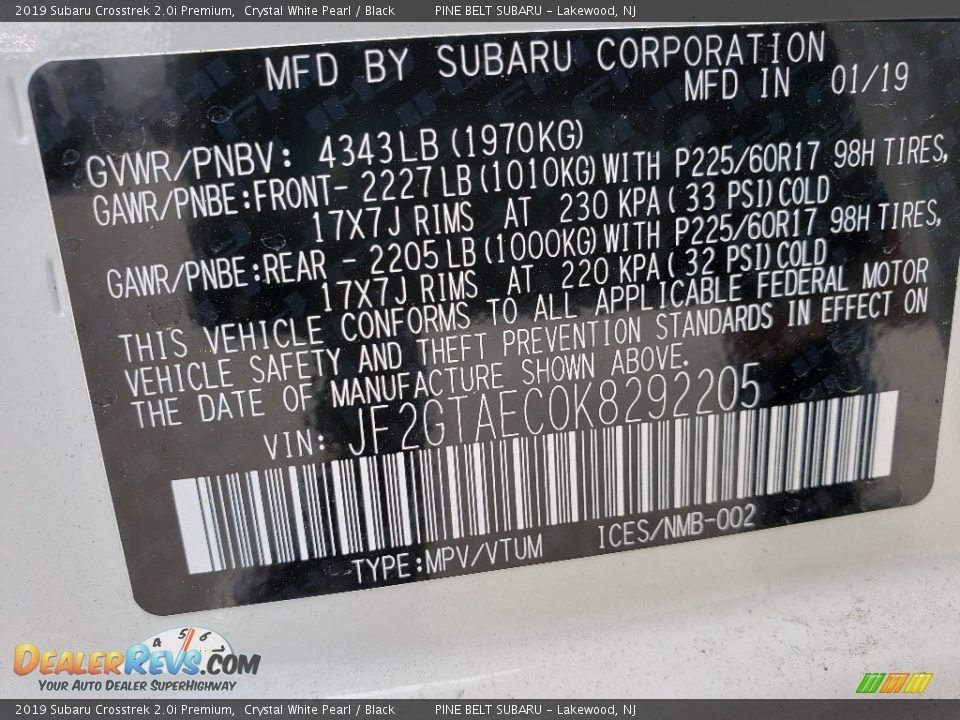 2019 Subaru Crosstrek 2.0i Premium, Crystal White Pearl / Black PINE BELT SUBARU - Lakewood, NJ
MFD BY SUBARU CORPORATION
MFD IN 01/19
GVWR/PNBV: 4343LB (1970KG)
GAWR/PNBE:FRONT- 2227LB(1010KG)WITH P225/60R17 98H TIRES,
17X7J RIMS AT 230 KPA( 33 PSI)COLD
GAWR/PNBE:REAR - 2205LB(1000KG)WITH P225/60R17 98H TIRES,
17X7J RIMS AT 220 KPA( 32 PSI)COLD
THIS VEHICLE CONFORMS TO ALL APPLICABLE FEDERAL MOTOR
VEHICLE SAFETY AND THEFT PREVENTION STANDARDS IN EFFECT ON
THE DATE OF MANUFACTURE SHOWN ABOVE.
VIN: JF2GTAEC0K8292205
TYPE:MPV/VTUM ICES/NMB-002
4 5 6
DEALERREVS.COM
YOUR AUTO DEALER SUPERHIGHWAY
2019 Subaru Crosstrek 2.0i Premium, Crystal White Pearl / Black PINE BELT SUBARU - Lakewood, NJ